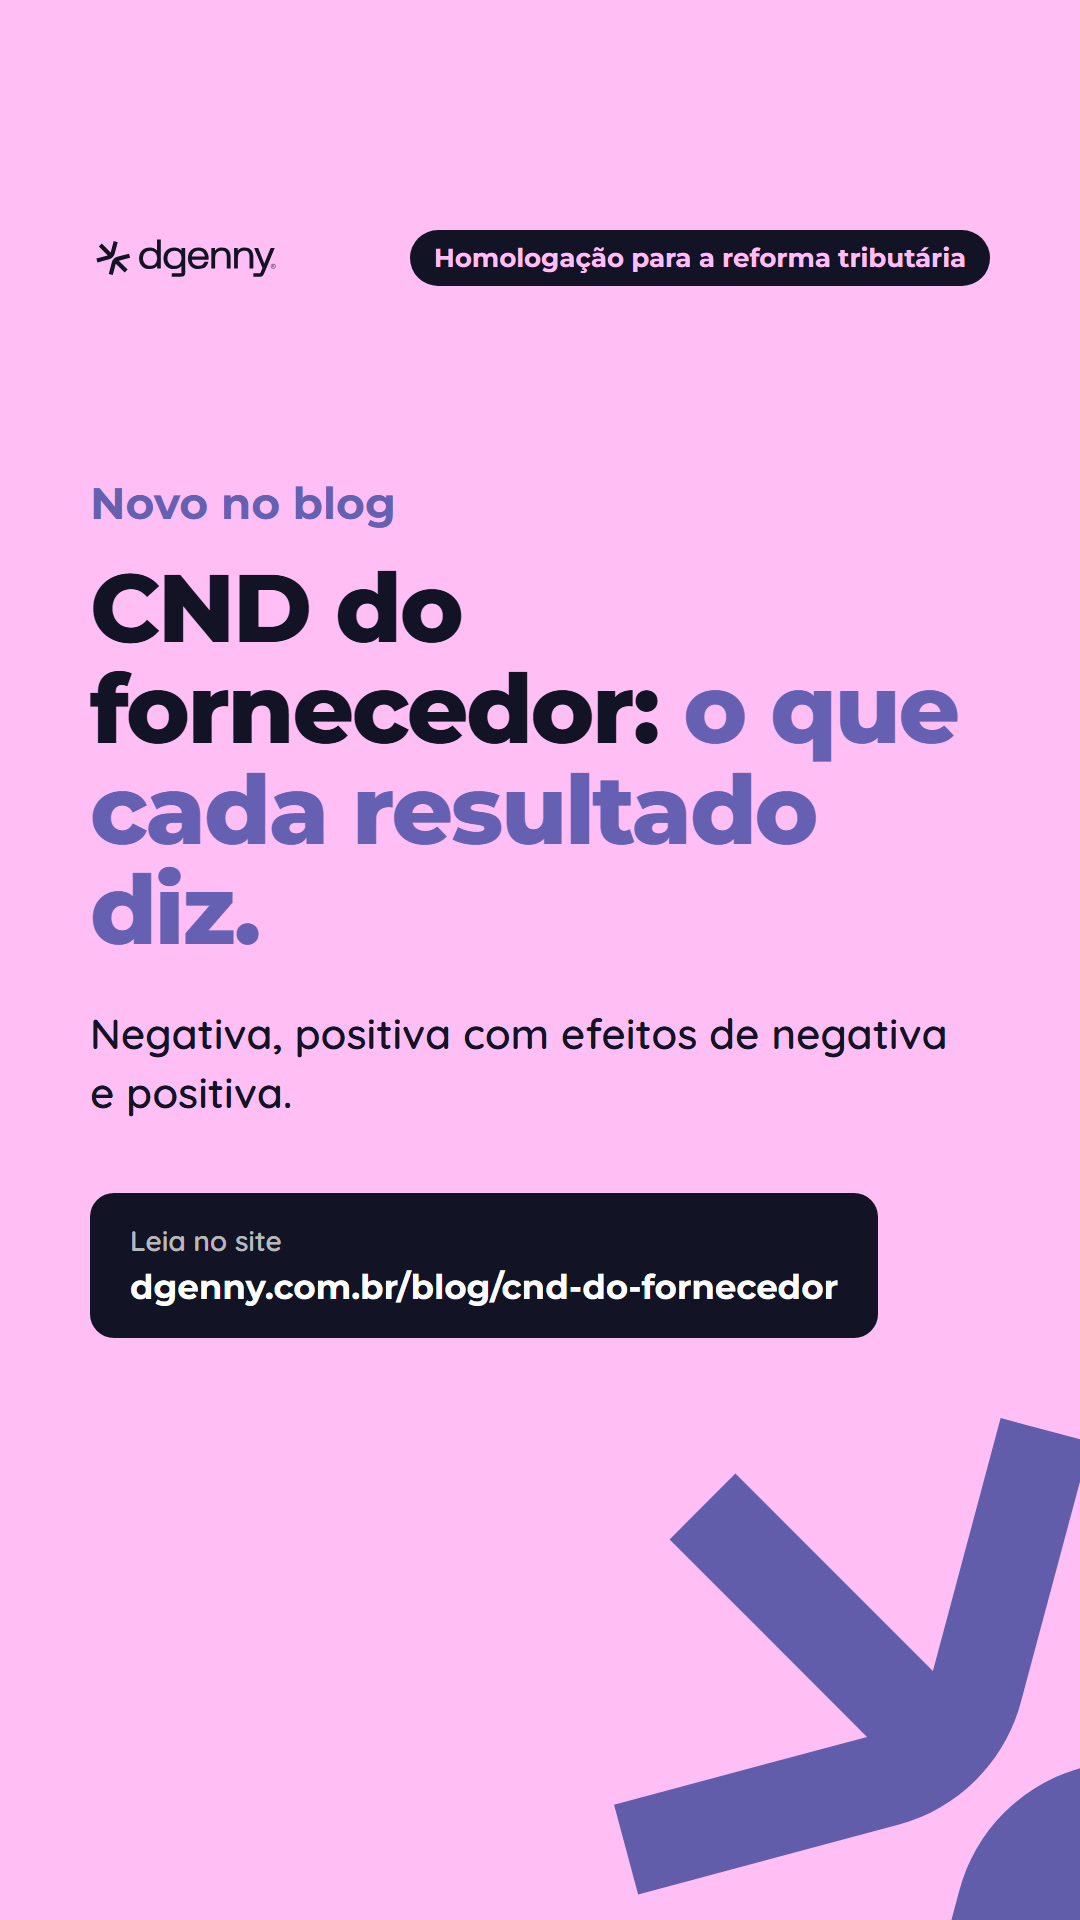 dgenny®
Homologação para a reforma tributária
Novo no blog
CND do
fornecedor: o que
cada resultado
diz.
Negativa, positiva com efeitos de negativa
e positiva.
Leia no site
dgenny.com.br/blog/cnd-do-fornecedor